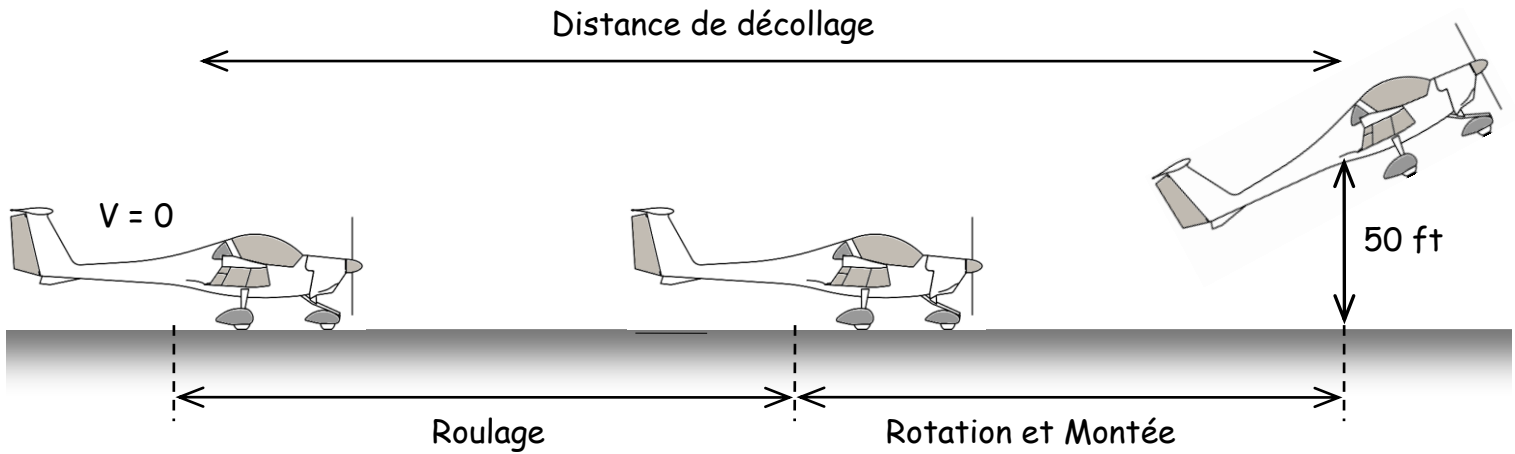 Distance de décollage
V = 0
50 ft
Roulage
Rotation et Montée